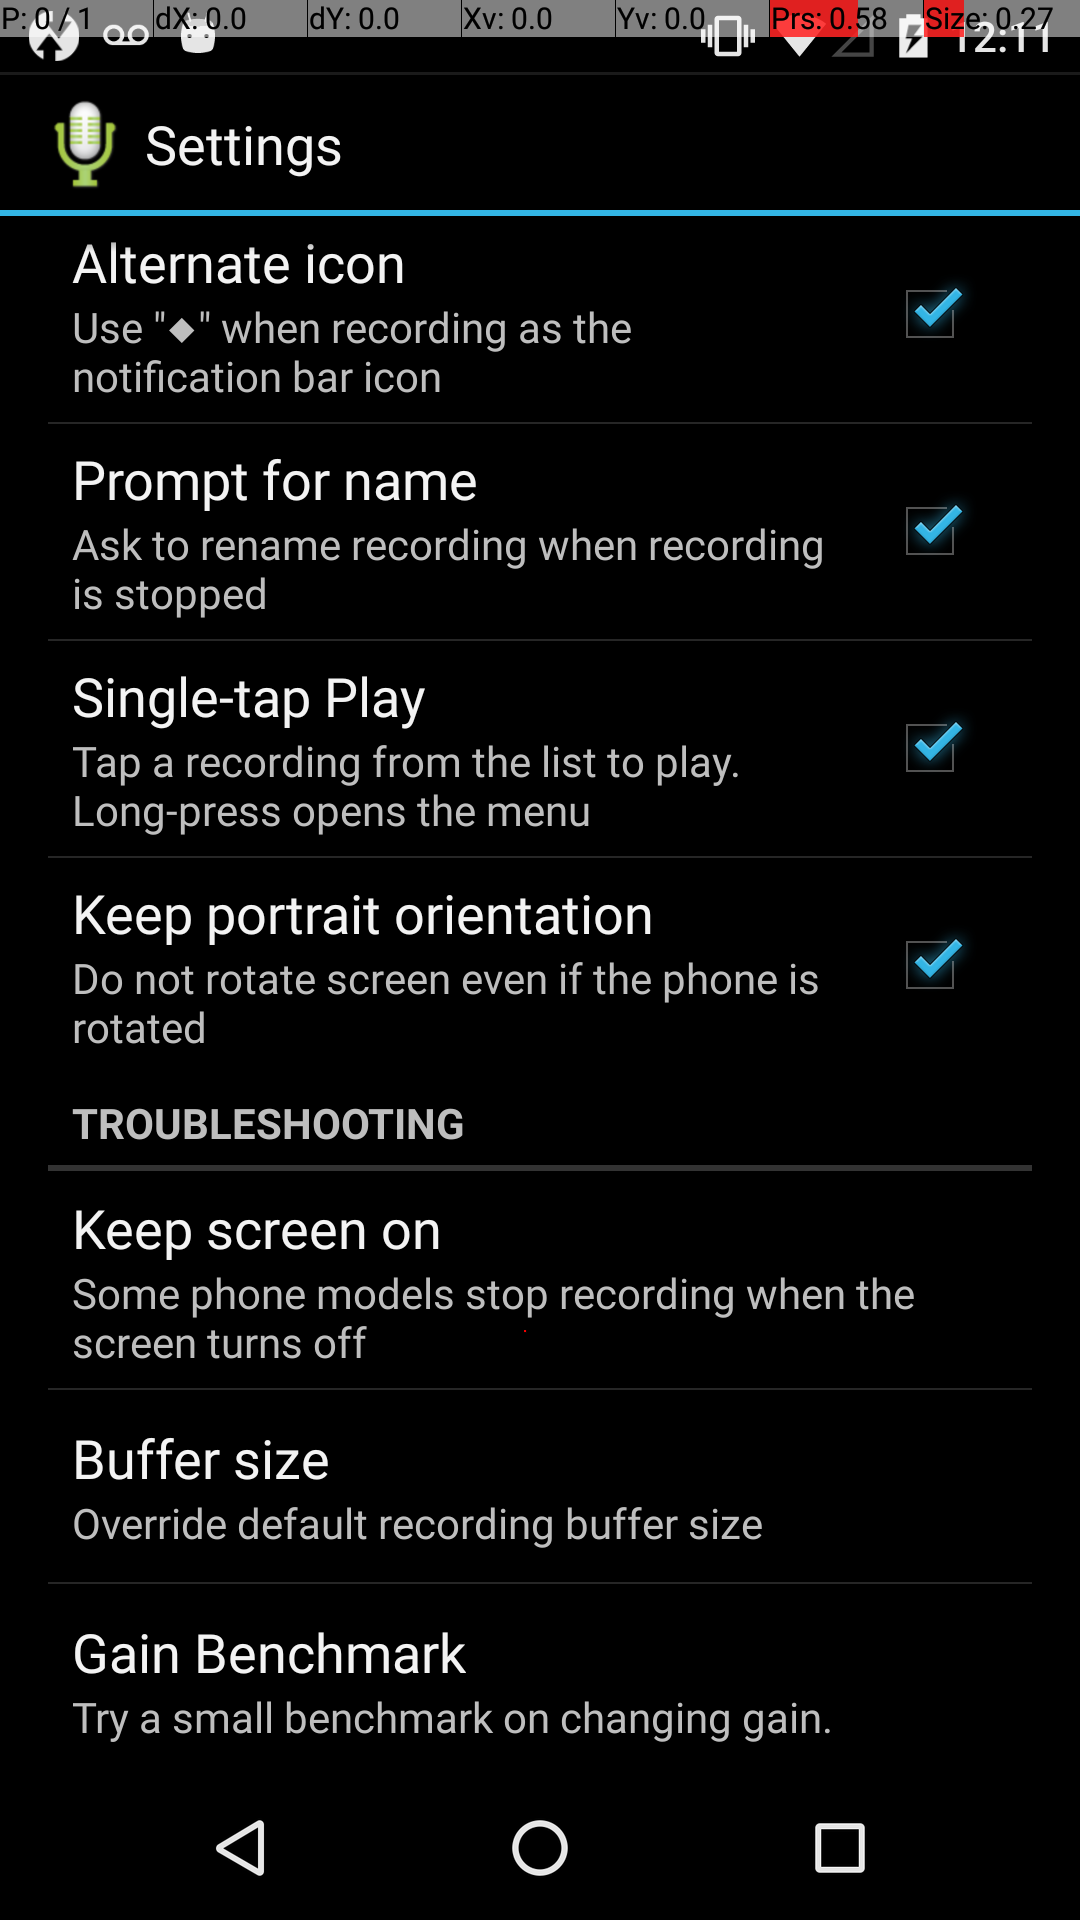 P: 0 / 1 dX: 0.0 dY: 0.0 Xv: 0.0 Yv: 0.0 Prs: 0.58 Size: 0.27
12:11
Settings
Alternate icon
Use "◆" when recording as the
notification bar icon
Prompt for name
Ask to rename recording when recording
is stopped
Single-tap Play
Tap a recording from the list to play.
Long-press opens the menu
Keep portrait orientation
Do not rotate screen even if the phone is
rotated
TROUBLESHOOTING
Keep screen on
Some phone models stop recording when the
screen turns off
Buffer size
Override default recording buffer size
Gain Benchmark
Try a small benchmark on changing gain.